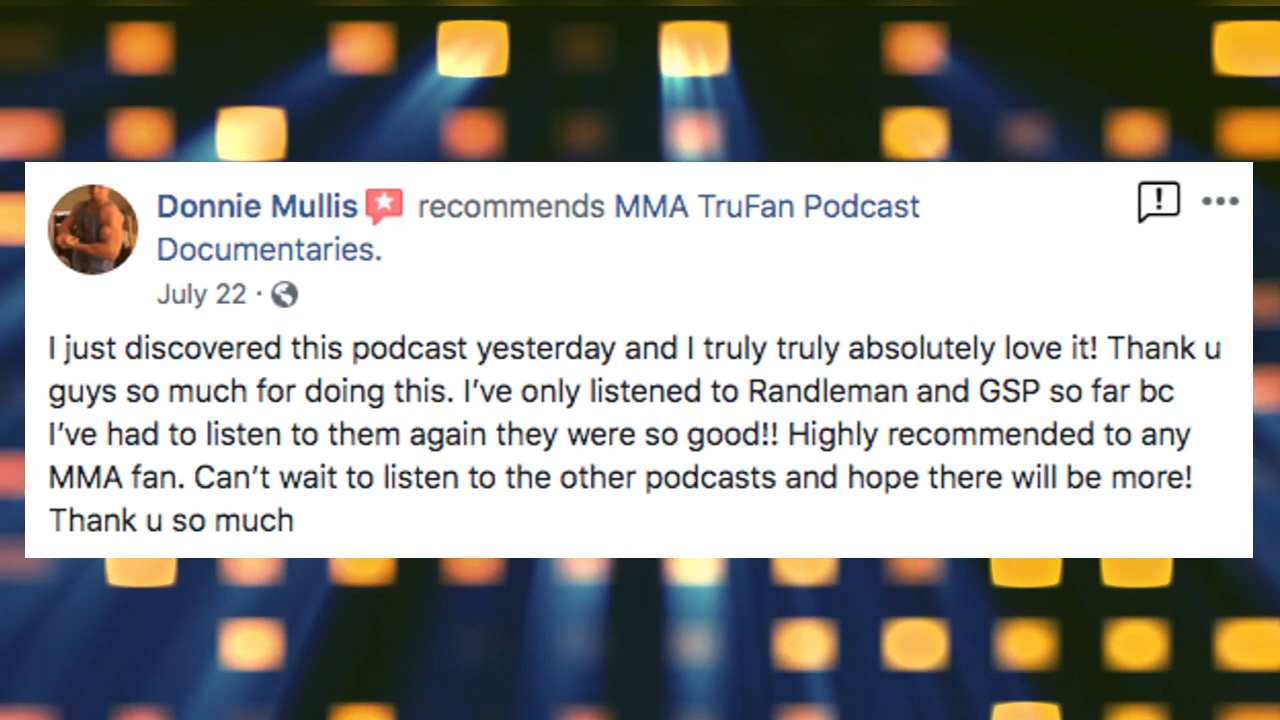 Donnie Mullis recommends MMA TruFan Podcast
Documentaries.
July 22 ·
I just discovered this podcast yesterday and I truly truly absolutely love it! Thank u
guys so much for doing this. I’ve only listened to Randleman and GSP so far bc
I’ve had to listen to them again they were so good!! Highly recommended to any
MMA fan. Can’t wait to listen to the other podcasts and hope there will be more!
Thank u so much